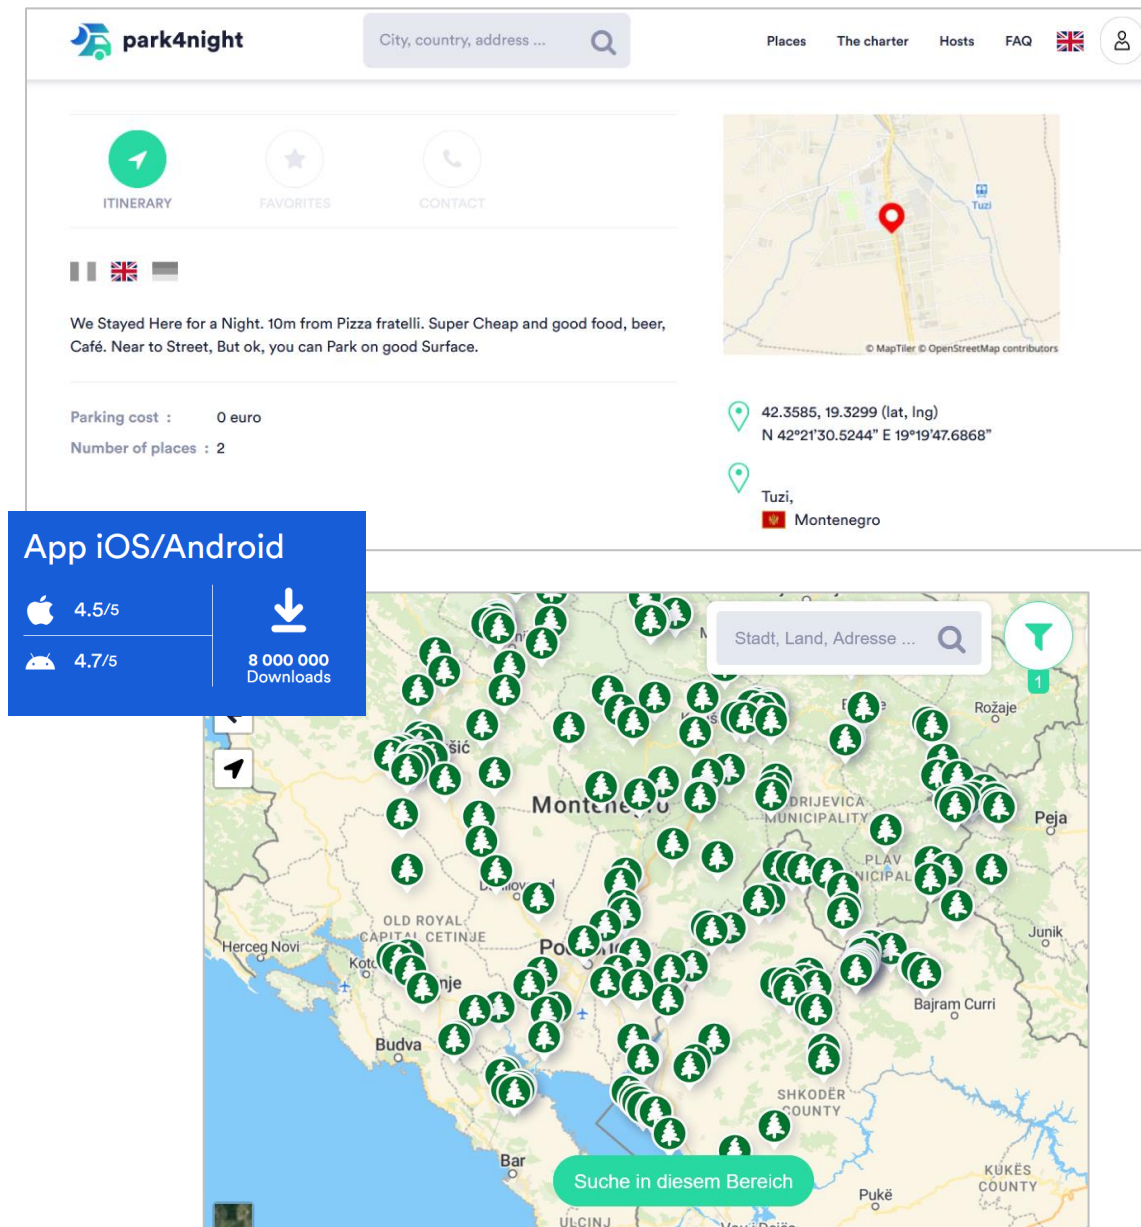 park4night
City, country, address ...
Places
The charter
Hosts
FAQ
ITINERARY
FAVORITES
CONTACT
Tuzi
© MapTiler © OpenStreetMap contributors
We Stayed Here for a Night. 10m from Pizza fratelli. Super Cheap and good food, beer,
Café. Near to Street, But ok, you can Park on good Surface.
Parking cost : 0 euro
Number of places : 2
42.3585, 19.3299 (lat, lng)
N 42°21'30.5244” E 19°19'47.6868”
Tuzi,
Montenegro
App iOS/Android
4.5/5
4.7/5
8 000 000
Downloads
Stadt, Land, Adresse ...
1
Rožaje
Montenegro
MUNICIPALITY
Peja
PLAV
OLD ROYAL
CAPITAL CETINJE
Herceg Novi
Junik
Bajram Curri
Budva
SHKODËR
COUNTY
Bar
Suche in diesem Bereich
KUKËS
COUNTY
Pukë
ULCINJ